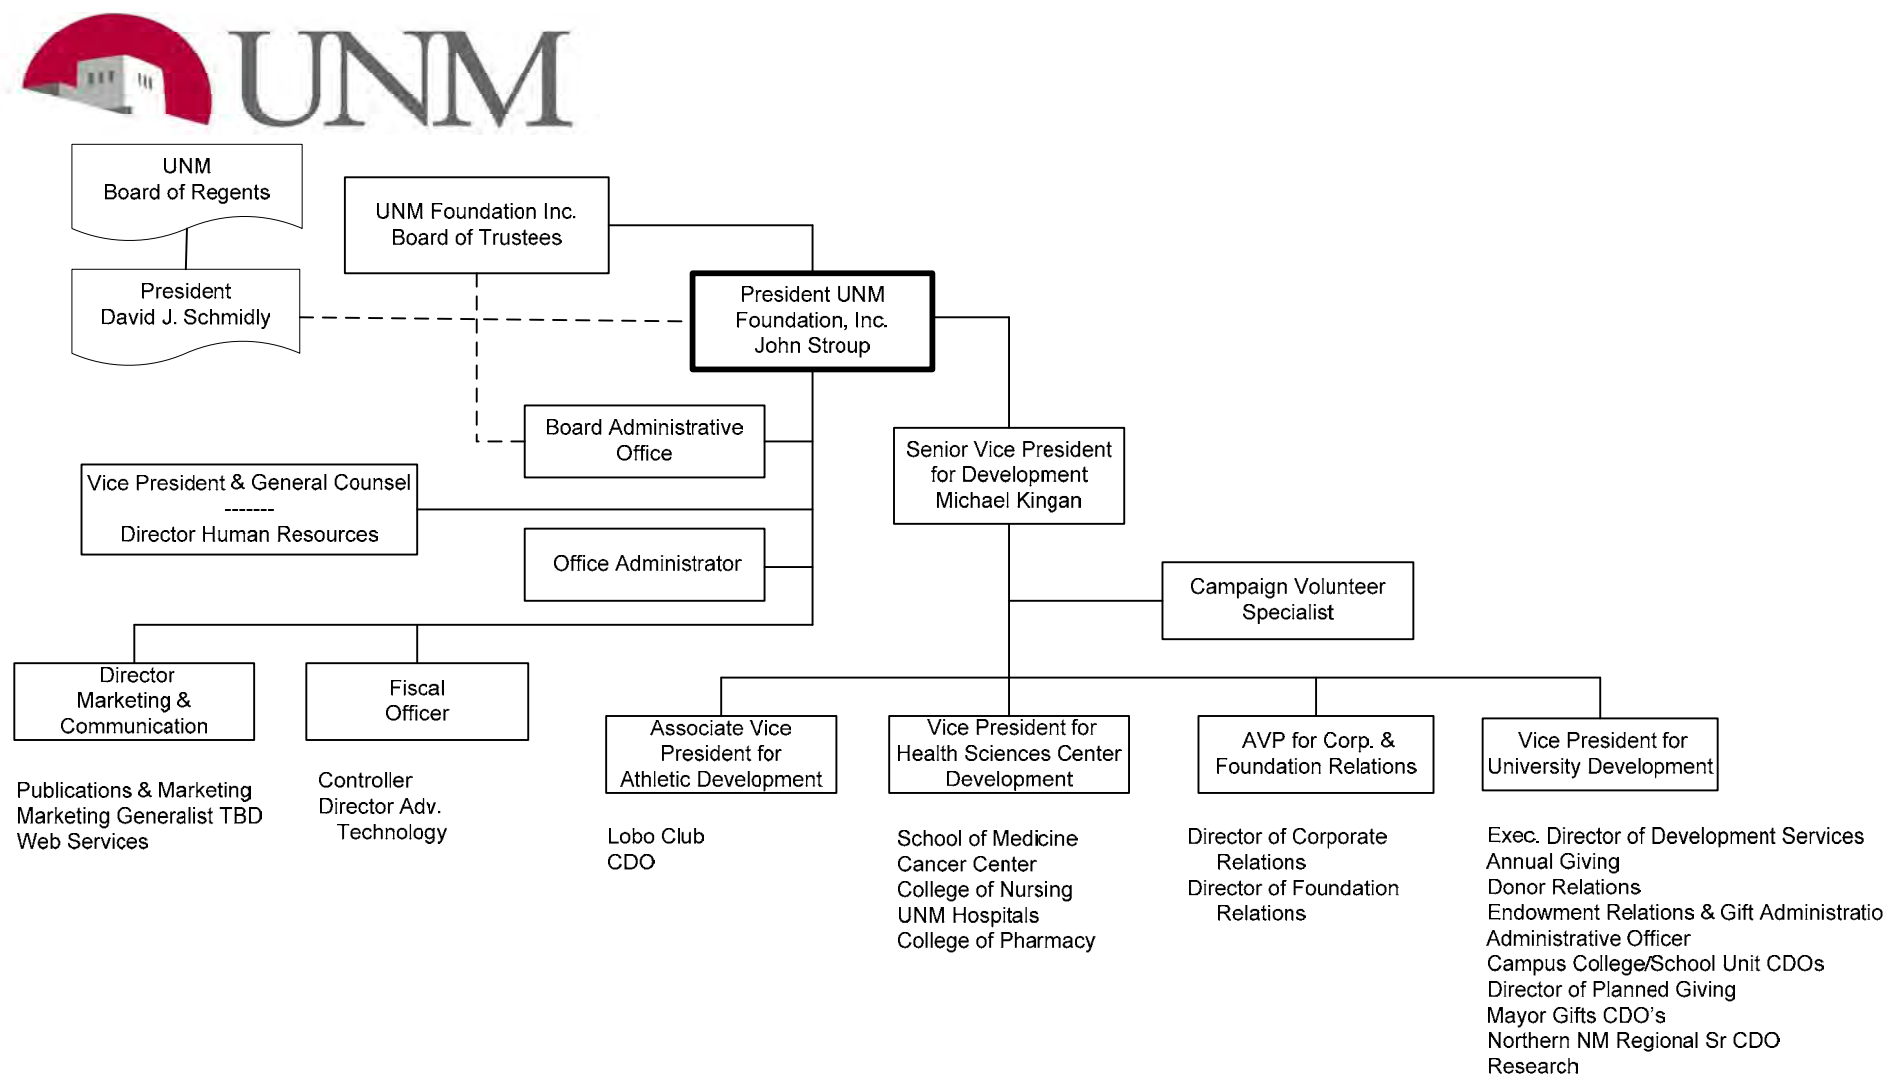 UNM
UNM
Board of Regents
UNM Foundation Inc.
Board of Trustees
President
David J. Schmidly
President UNM
Foundation, Inc.
John Stroup
Board Administrative
Office
Senior Vice President
for Development
Michael Kingan
Vice President & General Counsel
-------
Director Human Resources
Office Administrator
Campaign Volunteer
Specialist
Director
Marketing &
Communication
Publications & Marketing
Marketing Generalist TBD
Web Services
Fiscal
Officer
Controller
Director Adv.
Technology
Associate Vice
President for
Athletic Development
Lobo Club
CDO
Vice President for
Health Sciences Center
Development
School of Medicine
Cancer Center
College of Nursing
UNM Hospitals
College of Pharmacy
AVP for Corp. &
Foundation Relations
Director of Corporate
Relations
Director of Foundation
Relations
Vice President for
University Development
Exec. Director of Development Services
Annual Giving
Donor Relations
Endowment Relations & Gift Administratio
Administrative Officer
Campus College/School Unit CDOs
Director of Planned Giving
Mayor Gifts CDO's
Northern NM Regional Sr CDO
Research